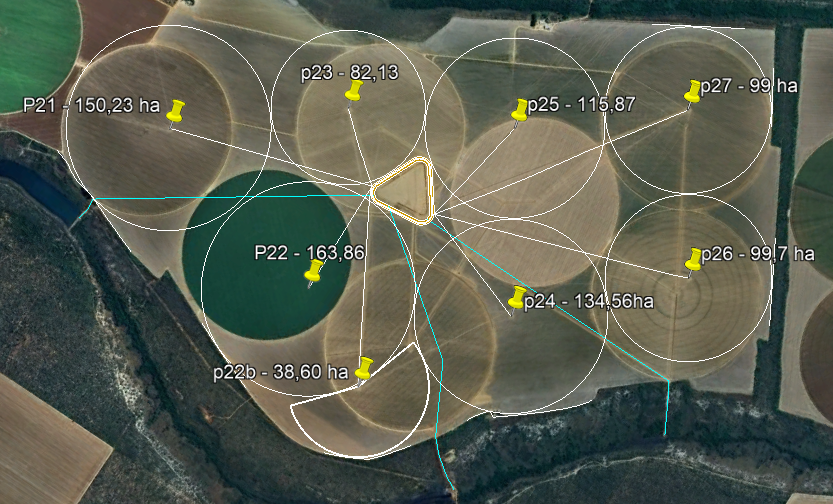 p23 - 82,13
p27 - 99 ha
P21 - 150,23 ha
p25 - 115,87
P22 - 163,86
p26 - 99,7 ha
p24 - 134,56ha
p22b - 38,60 ha